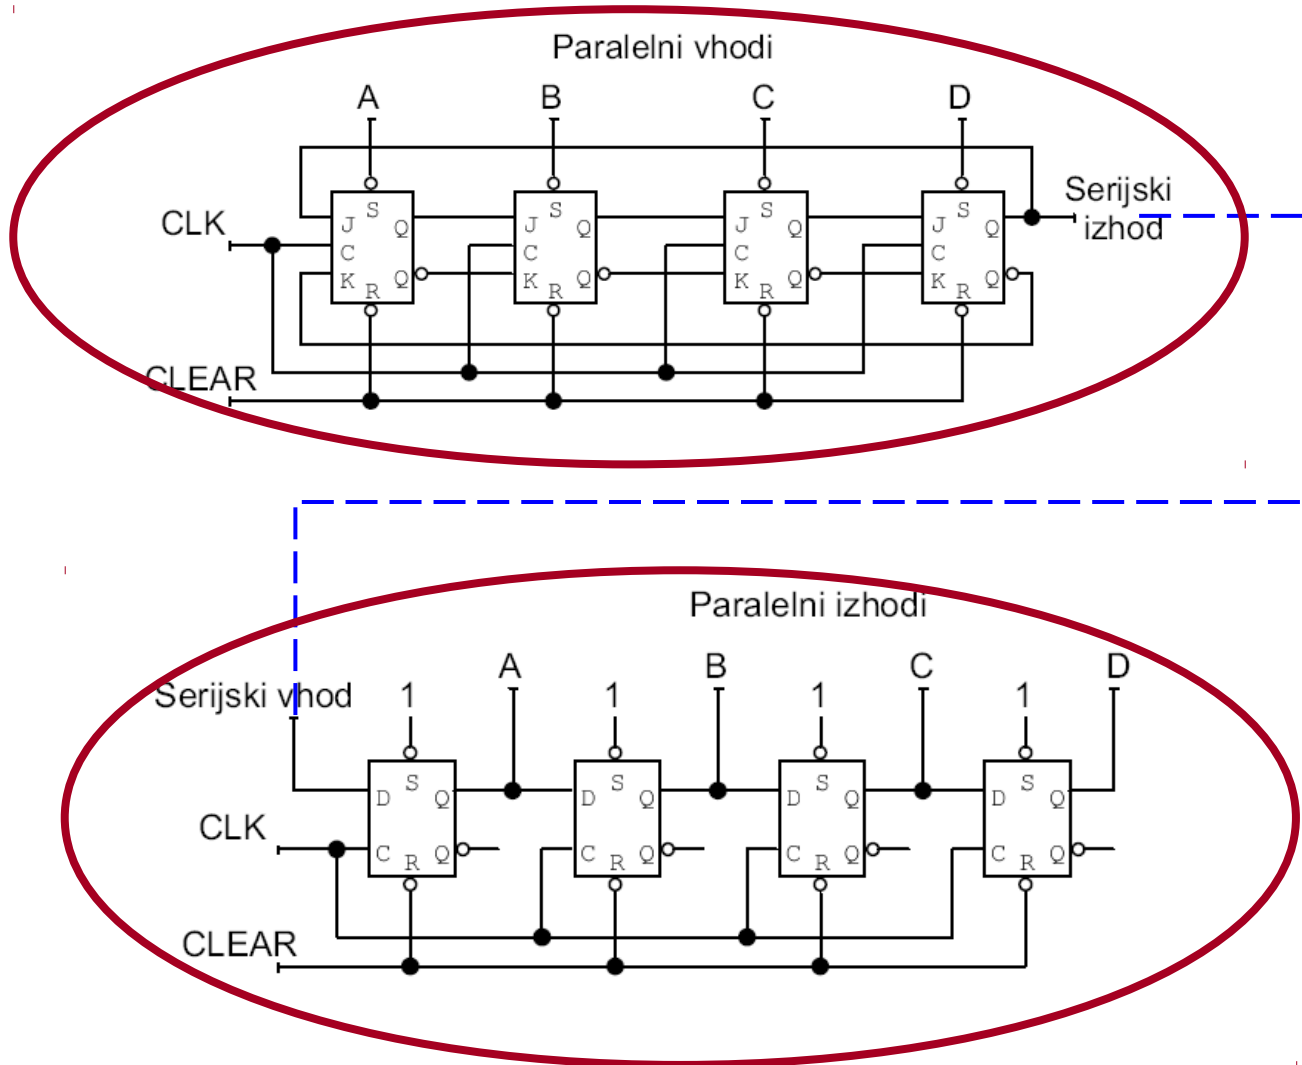 Paralelni vhodi
A B C D
Serijski
izhod
CLK
J S Q J S Q J S Q J S Q
C C C C
K R Q K R Q K R Q K R Q
CLEAR
Paralelni izhodi
A B C D
Serijski vhod 1 1 1 1
D S Q D S Q D S Q D S Q
CLK
C R Q C R Q C R Q C R Q
CLEAR